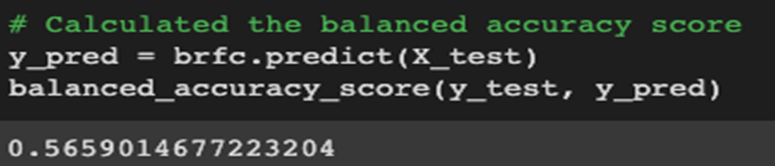 # Calculated the balanced accuracy score
y_pred = brfc.predict(X_test)
balanced_accuracy_score(y_test, y_pred)
0.5659014677223204